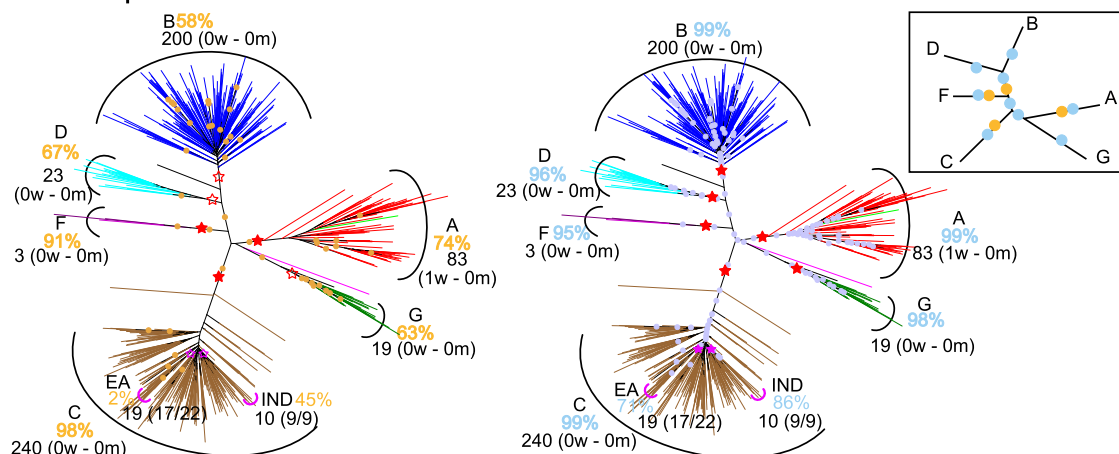 B 58%
200 (0w - 0m)
D
67%
23
(0w - 0m)
F
91%
3 (0w - 0m)
A
74%
83
(1w - 0m)
G
63%
19 (0w - 0m)
EA
2%
19 (17/22)
IND 45%
10 (9/9)
C
98%
240 (0w - 0m)
B 99%
200 (0w - 0m)
D
96%
23 (0w - 0m)
F 95%
3 (0w - 0m)
A
99%
83 (1w - 0m)
G
98%
19 (0w - 0m)
EA
71%
19 (17/22)
IND
86%
10 (9/9)
C
99%
240 (0w - 0m)
B
D
F
A
C
G